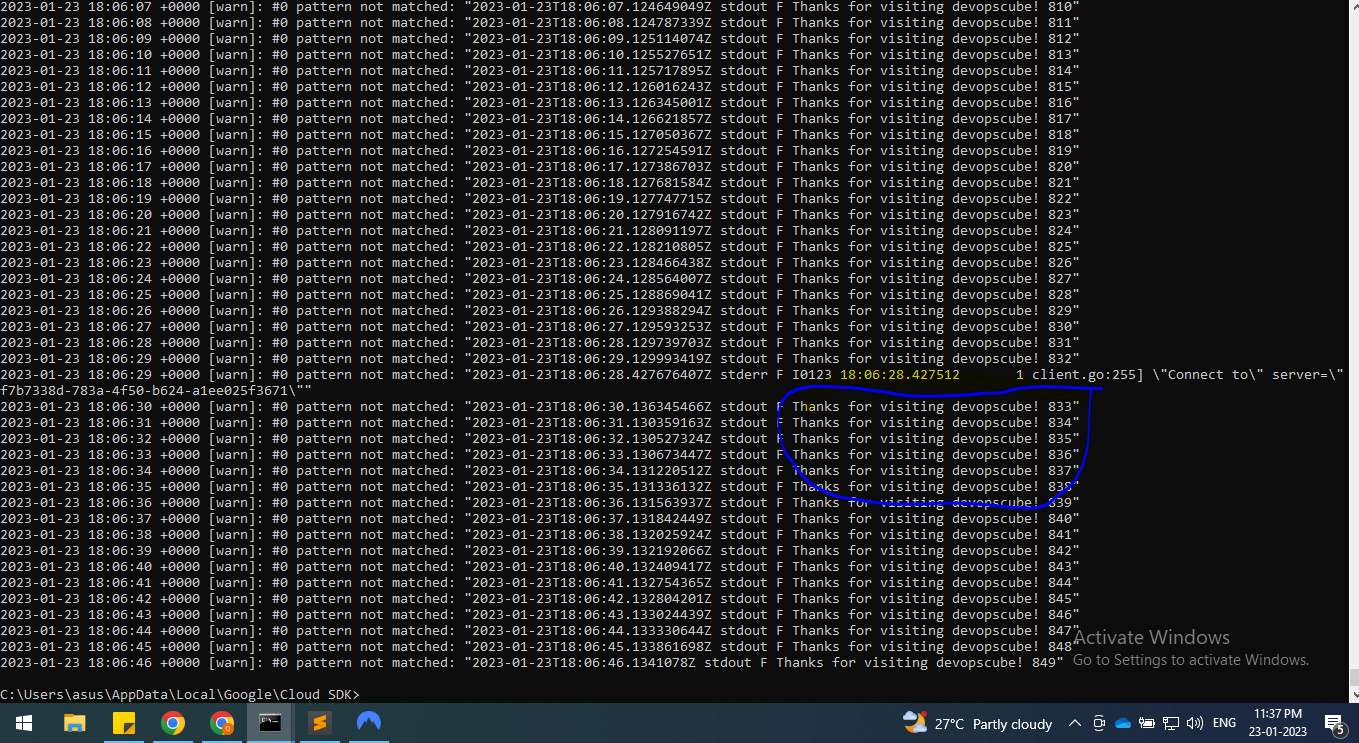 2023-01-23 18:06:07 +0000 [warn]: #0 pattern not matched: "2023-01-23T18:06:07.124649049Z stdout F Thanks for visiting devopscube! 810"
2023-01-23 18:06:08 +0000 [warn]: #0 pattern not matched: "2023-01-23T18:06:08.124787339Z stdout F Thanks for visiting devopscube! 811"
2023-01-23 18:06:09 +0000 [warn]: #0 pattern not matched: "2023-01-23T18:06:09.125114074Z stdout F Thanks for visiting devopscube! 812"
2023-01-23 18:06:10 +0000 [warn]: #0 pattern not matched: "2023-01-23T18:06:10.125527651Z stdout F Thanks for visiting devopscube! 813"
2023-01-23 18:06:11 +0000 [warn]: #0 pattern not matched: "2023-01-23T18:06:11.125717895Z stdout F Thanks for visiting devopscube! 814"
2023-01-23 18:06:12 +0000 [warn]: #0 pattern not matched: "2023-01-23T18:06:12.126016243Z stdout F Thanks for visiting devopscube! 815"
2023-01-23 18:06:13 +0000 [warn]: #0 pattern not matched: "2023-01-23T18:06:13.126345001Z stdout F Thanks for visiting devopscube! 816"
2023-01-23 18:06:14 +0000 [warn]: #0 pattern not matched: "2023-01-23T18:06:14.126621857Z stdout F Thanks for visiting devopscube! 817"
2023-01-23 18:06:15 +0000 [warn]: #0 pattern not matched: "2023-01-23T18:06:15.127050367Z stdout F Thanks for visiting devopscube! 818"
2023-01-23 18:06:16 +0000 [warn]: #0 pattern not matched: "2023-01-23T18:06:16.127254591Z stdout F Thanks for visiting devopscube! 819"
2023-01-23 18:06:17 +0000 [warn]: #0 pattern not matched: "2023-01-23T18:06:17.127386703Z stdout F Thanks for visiting devopscube! 820"
2023-01-23 18:06:18 +0000 [warn]: #0 pattern not matched: "2023-01-23T18:06:18.127681584Z stdout F Thanks for visiting devopscube! 821"
2023-01-23 18:06:19 +0000 [warn]: #0 pattern not matched: "2023-01-23T18:06:19.127747715Z stdout F Thanks for visiting devopscube! 822"
2023-01-23 18:06:20 +0000 [warn]: #0 pattern not matched: "2023-01-23T18:06:20.127916742Z stdout F Thanks for visiting devopscube! 823"
2023-01-23 18:06:21 +0000 [warn]: #0 pattern not matched: "2023-01-23T18:06:21.128091197Z stdout F Thanks for visiting devopscube! 824"
2023-01-23 18:06:22 +0000 [warn]: #0 pattern not matched: "2023-01-23T18:06:22.128210805Z stdout F Thanks for visiting devopscube! 825"
2023-01-23 18:06:23 +0000 [warn]: #0 pattern not matched: "2023-01-23T18:06:23.128466438Z stdout F Thanks for visiting devopscube! 826"
2023-01-23 18:06:24 +0000 [warn]: #0 pattern not matched: "2023-01-23T18:06:24.128564007Z stdout F Thanks for visiting devopscube! 827"
2023-01-23 18:06:25 +0000 [warn]: #0 pattern not matched: "2023-01-23T18:06:25.128869041Z stdout F Thanks for visiting devopscube! 828"
2023-01-23 18:06:26 +0000 [warn]: #0 pattern not matched: "2023-01-23T18:06:26.129388294Z stdout F Thanks for visiting devopscube! 829"
2023-01-23 18:06:27 +0000 [warn]: #0 pattern not matched: "2023-01-23T18:06:27.129593253Z stdout F Thanks for visiting devopscube! 830"
2023-01-23 18:06:28 +0000 [warn]: #0 pattern not matched: "2023-01-23T18:06:28.129739703Z stdout F Thanks for visiting devopscube! 831"
2023-01-23 18:06:29 +0000 [warn]: #0 pattern not matched: "2023-01-23T18:06:29.129993419Z stdout F Thanks for visiting devopscube! 832"
2023-01-23 18:06:29 +0000 [warn]: #0 pattern not matched: "2023-01-23T18:06:28.427676407Z stderr F I0123 18:06:28.427512       1 client.go:255] \"Connect to\" server=\"
f7b7338d-783a-4f50-b624-a1ee025f3671\""
2023-01-23 18:06:30 +0000 [warn]: #0 pattern not matched: "2023-01-23T18:06:30.136345466Z stdout F Thanks for visiting devopscube! 833"
2023-01-23 18:06:31 +0000 [warn]: #0 pattern not matched: "2023-01-23T18:06:31.130359163Z stdout F Thanks for visiting devopscube! 834"
2023-01-23 18:06:32 +0000 [warn]: #0 pattern not matched: "2023-01-23T18:06:32.130527324Z stdout F Thanks for visiting devopscube! 835"
2023-01-23 18:06:33 +0000 [warn]: #0 pattern not matched: "2023-01-23T18:06:33.130673447Z stdout F Thanks for visiting devopscube! 836"
2023-01-23 18:06:34 +0000 [warn]: #0 pattern not matched: "2023-01-23T18:06:34.131220512Z stdout F Thanks for visiting devopscube! 837"
2023-01-23 18:06:35 +0000 [warn]: #0 pattern not matched: "2023-01-23T18:06:35.131336132Z stdout F Thanks for visiting devopscube! 838"
2023-01-23 18:06:36 +0000 [warn]: #0 pattern not matched: "2023-01-23T18:06:36.131563937Z stdout F Thanks for visiting devopscube! 839"
2023-01-23 18:06:37 +0000 [warn]: #0 pattern not matched: "2023-01-23T18:06:37.131842449Z stdout F Thanks for visiting devopscube! 840"
2023-01-23 18:06:38 +0000 [warn]: #0 pattern not matched: "2023-01-23T18:06:38.132025924Z stdout F Thanks for visiting devopscube! 841"
2023-01-23 18:06:39 +0000 [warn]: #0 pattern not matched: "2023-01-23T18:06:39.132192066Z stdout F Thanks for visiting devopscube! 842"
2023-01-23 18:06:40 +0000 [warn]: #0 pattern not matched: "2023-01-23T18:06:40.132409417Z stdout F Thanks for visiting devopscube! 843"
2023-01-23 18:06:41 +0000 [warn]: #0 pattern not matched: "2023-01-23T18:06:41.132754365Z stdout F Thanks for visiting devopscube! 844"
2023-01-23 18:06:42 +0000 [warn]: #0 pattern not matched: "2023-01-23T18:06:42.132804201Z stdout F Thanks for visiting devopscube! 845"
2023-01-23 18:06:43 +0000 [warn]: #0 pattern not matched: "2023-01-23T18:06:43.133024439Z stdout F Thanks for visiting devopscube! 846"
2023-01-23 18:06:44 +0000 [warn]: #0 pattern not matched: "2023-01-23T18:06:44.133330644Z stdout F Thanks for visiting devopscube! 847"
2023-01-23 18:06:45 +0000 [warn]: #0 pattern not matched: "2023-01-23T18:06:45.133861698Z stdout F Thanks for visiting devopscube! 848"
2023-01-23 18:06:46 +0000 [warn]: #0 pattern not matched: "2023-01-23T18:06:46.1341078Z stdout F Thanks for visiting devopscube! 849"
Activate Windows
Go to Settings to activate Windows.
C:\Users\asus\AppData\Local\Google\Cloud SDK>
27°C Partly cloudy
ENG
11:37 PM
23-01-2023
5